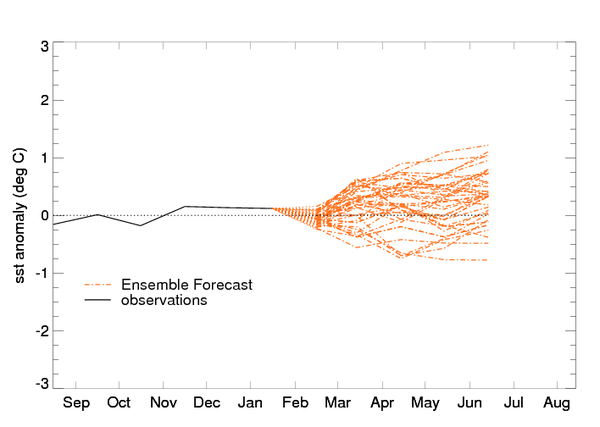 3
2
1
0
-1
-2
-3
sst anomaly (deg C)
Ensemble Forecast
observations
Sep Oct Nov Dec Jan Feb Mar Apr May Jun Jul Aug